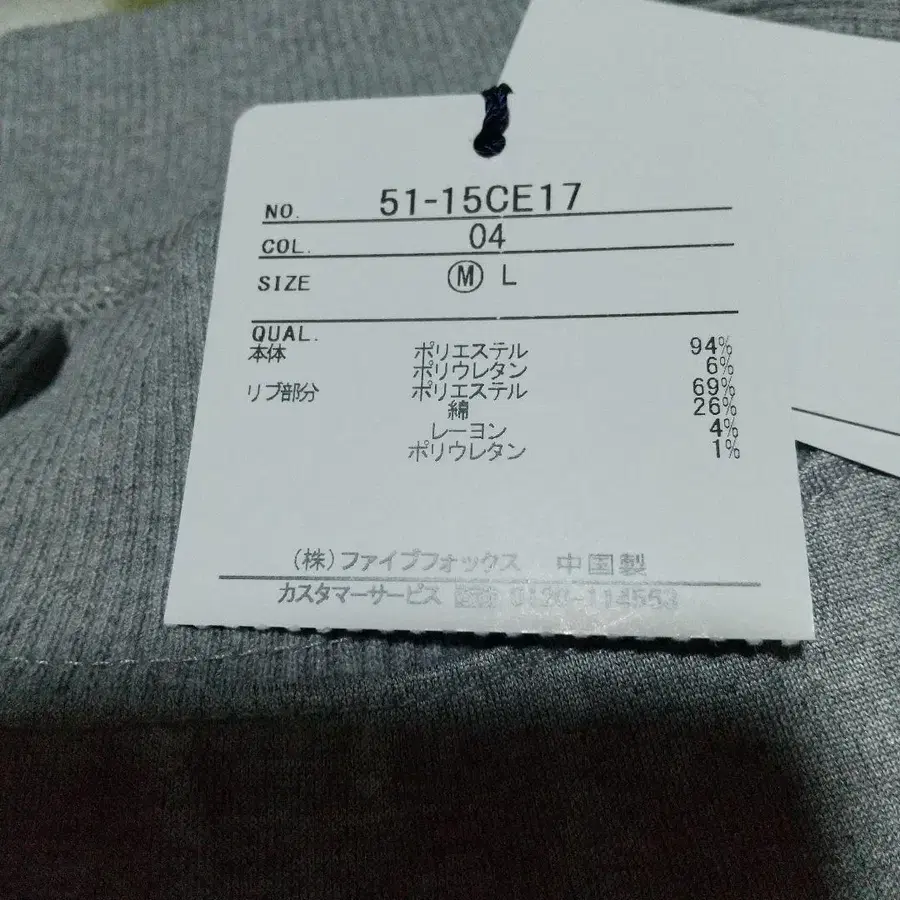 NO. 51-15CE17
COL. 04
SIZE Ⓜ L
QUAL.
本体 ポリエステル 94%
ポリウレタン 6%
リブ部分 ポリエステル 69%
綿 26%
レーヨン 4%
ポリウレタン 1%
(株)ファイブフォックス 中国製
カスタマーサービス 0120-114563